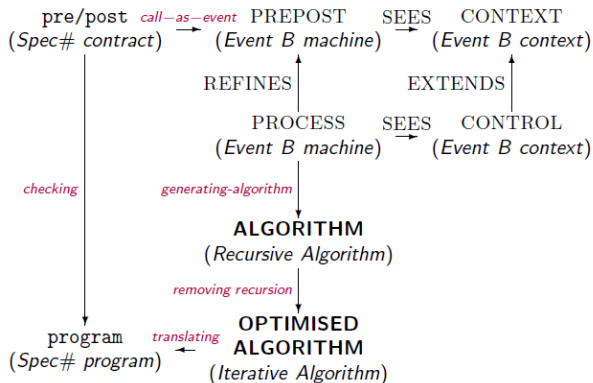 pre/post call−as−event PREPOST SEES CONTEXT
(Spec# contract) (Event B machine) (Event B context)
REFINES EXTENDS
PROCESS SEES CONTROL
(Event B machine) (Event B context)
checking generating-algorithm
ALGORITHM
(Recursive Algorithm)
removing recursion
OPTIMISED
program translating ALGORITHM
(Spec# program) (Iterative Algorithm)